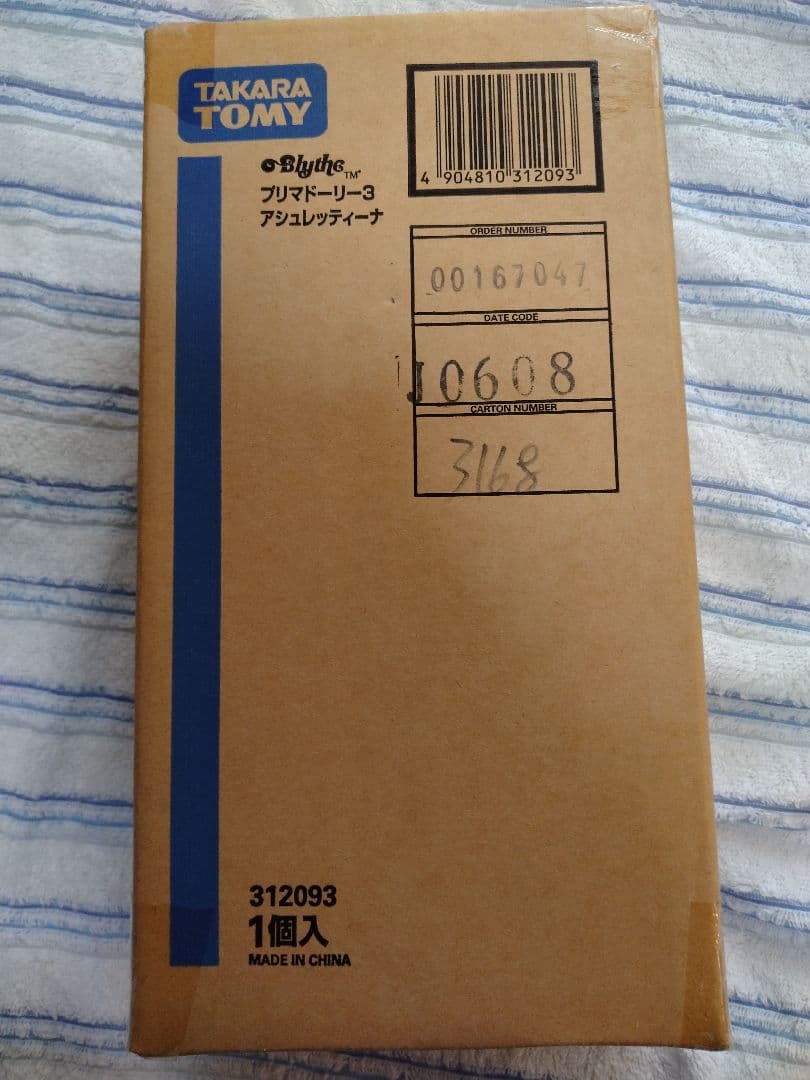 TAKARA
TOMY
Blythe™
プリマドーリー3
アシュレッティーナ
4 904810 312093
ORDER NUMBER
00167047
DATE CODE
J0608
CARTON NUMBER
3168
312093
1個入
MADE IN CHINA